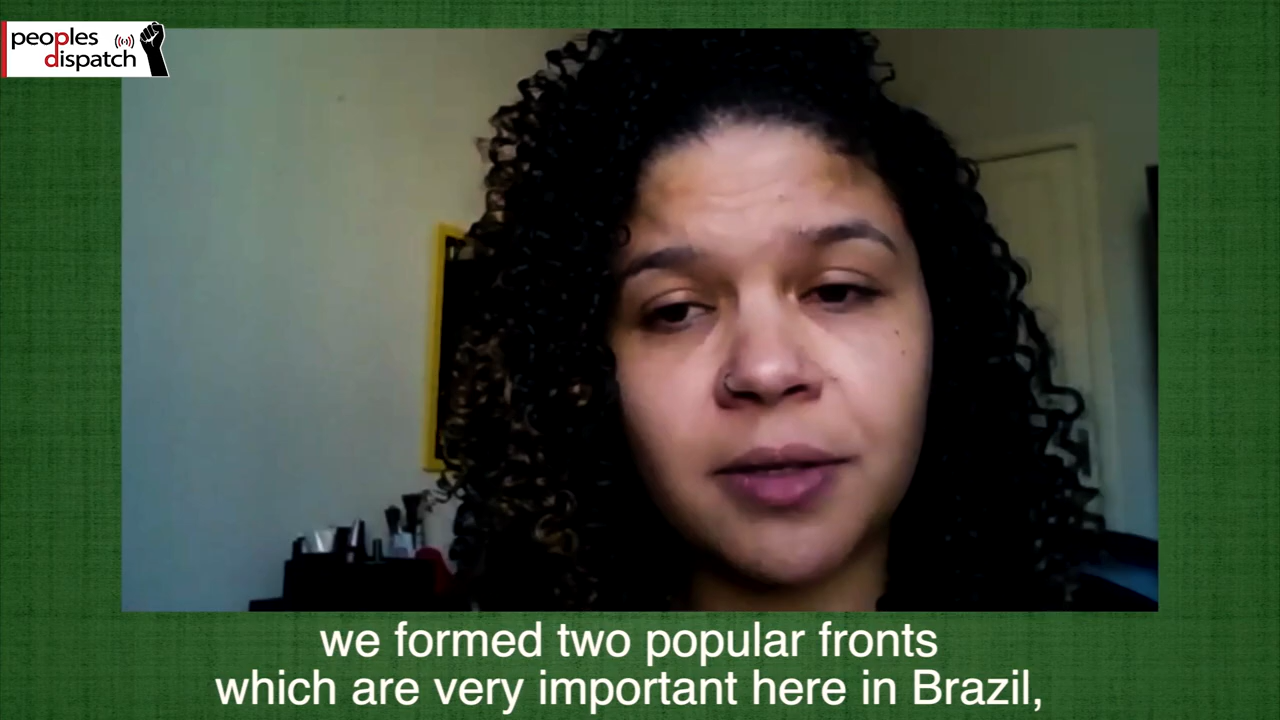 peoples
dispatch
we formed two popular fronts
which are very important here in Brazil,